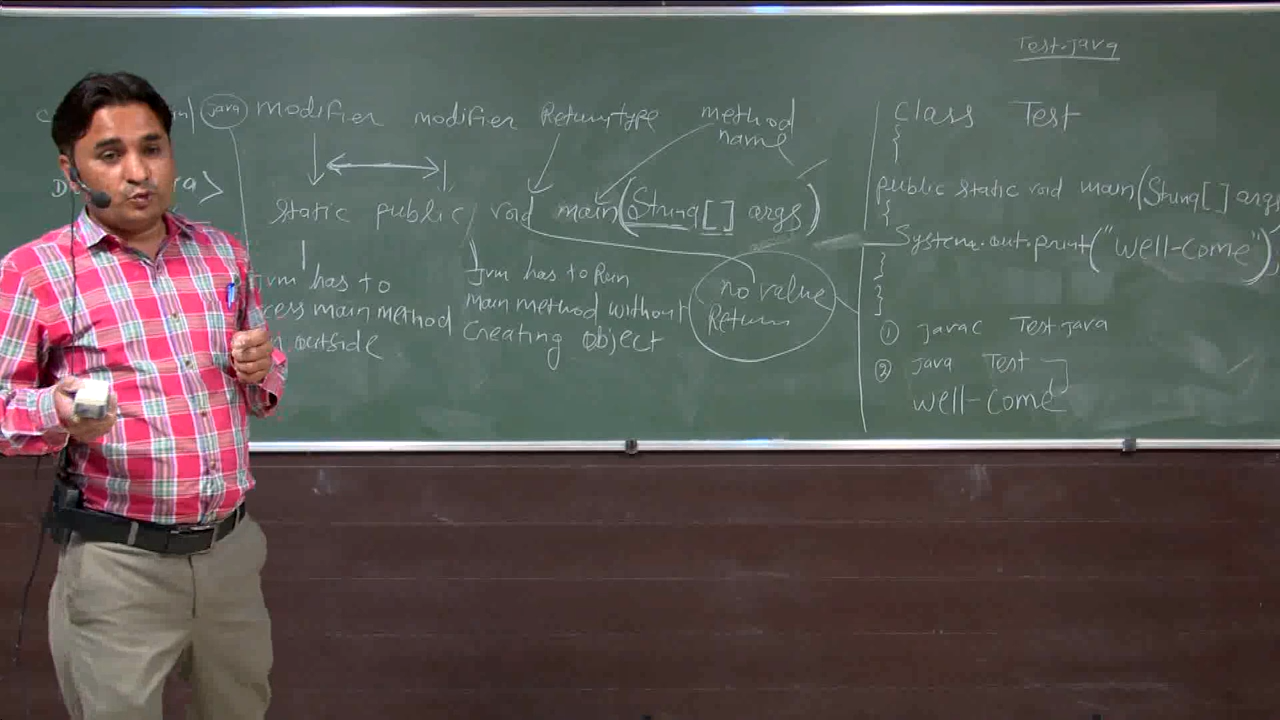 Test.java
java modifier modifier Return type method name
static public void main(String[] args)
Jvm has to
main method
outside
Jvm has to Run
Main method without
Creating object
no value
Return
Class Test
{
public static void main(String[] args
{
System.out.print("well-come");
}
}
① javac Test.java
② java Test
well-come